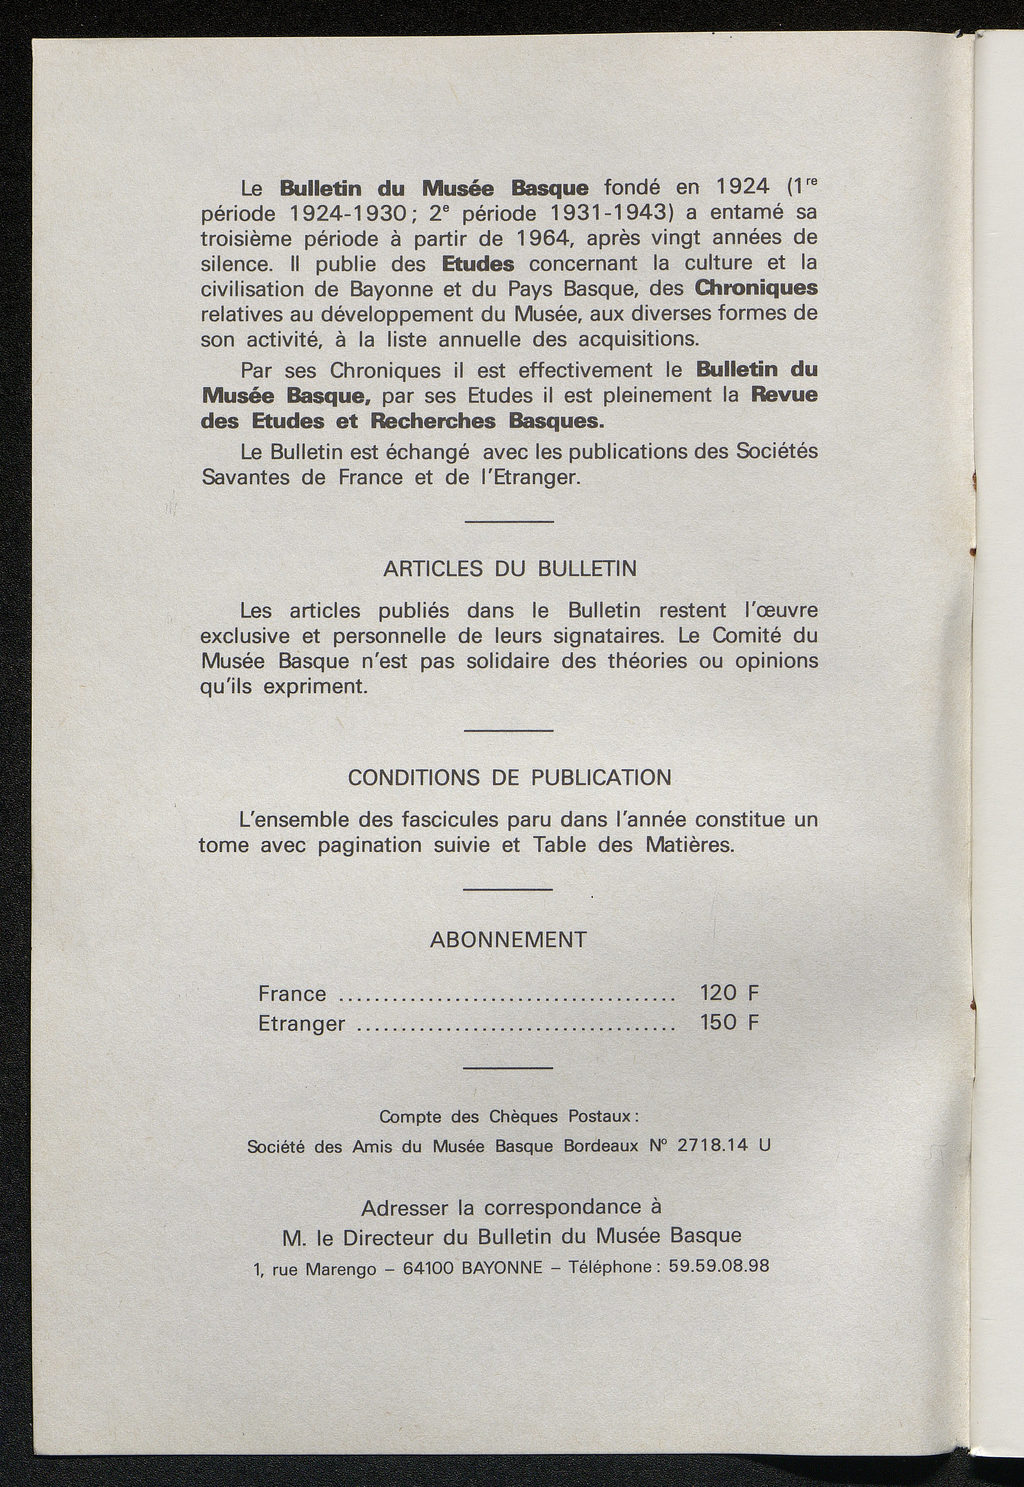 Le Bulletin du Musée Basque fondé en 1924 (1re
période 1924-1930 ; 2e période 1931-1943) a entamé sa
troisième période à partir de 1964, après vingt années de
silence. Il publie des Etudes concernant la culture et la
civilisation de Bayonne et du Pays Basque, des Chroniques
relatives au développement du Musée, aux diverses formes de
son activité, à la liste annuelle des acquisitions.
Par ses Chroniques il est effectivement le Bulletin du
Musée Basque, par ses Etudes il est pleinement la Revue
des Etudes et Recherches Basques.
Le Bulletin est échangé avec les publications des Sociétés
Savantes de France et de l'Etranger.
ARTICLES DU BULLETIN
Les articles publiés dans le Bulletin restent l'œuvre
exclusive et personnelle de leurs signataires. Le Comité du
Musée Basque n'est pas solidaire des théories ou opinions
qu'ils expriment.
CONDITIONS DE PUBLICATION
L'ensemble des fascicules paru dans l'année constitue un
tome avec pagination suivie et Table des Matières.
ABONNEMENT
France ...................................... 120 F
Etranger .................................... 150 F
Compte des Chèques Postaux :
Société des Amis du Musée Basque Bordeaux N° 2718.14 U
Adresser la correspondance à
M. le Directeur du Bulletin du Musée Basque
1, rue Marengo – 64100 BAYONNE – Téléphone : 59.59.08.98